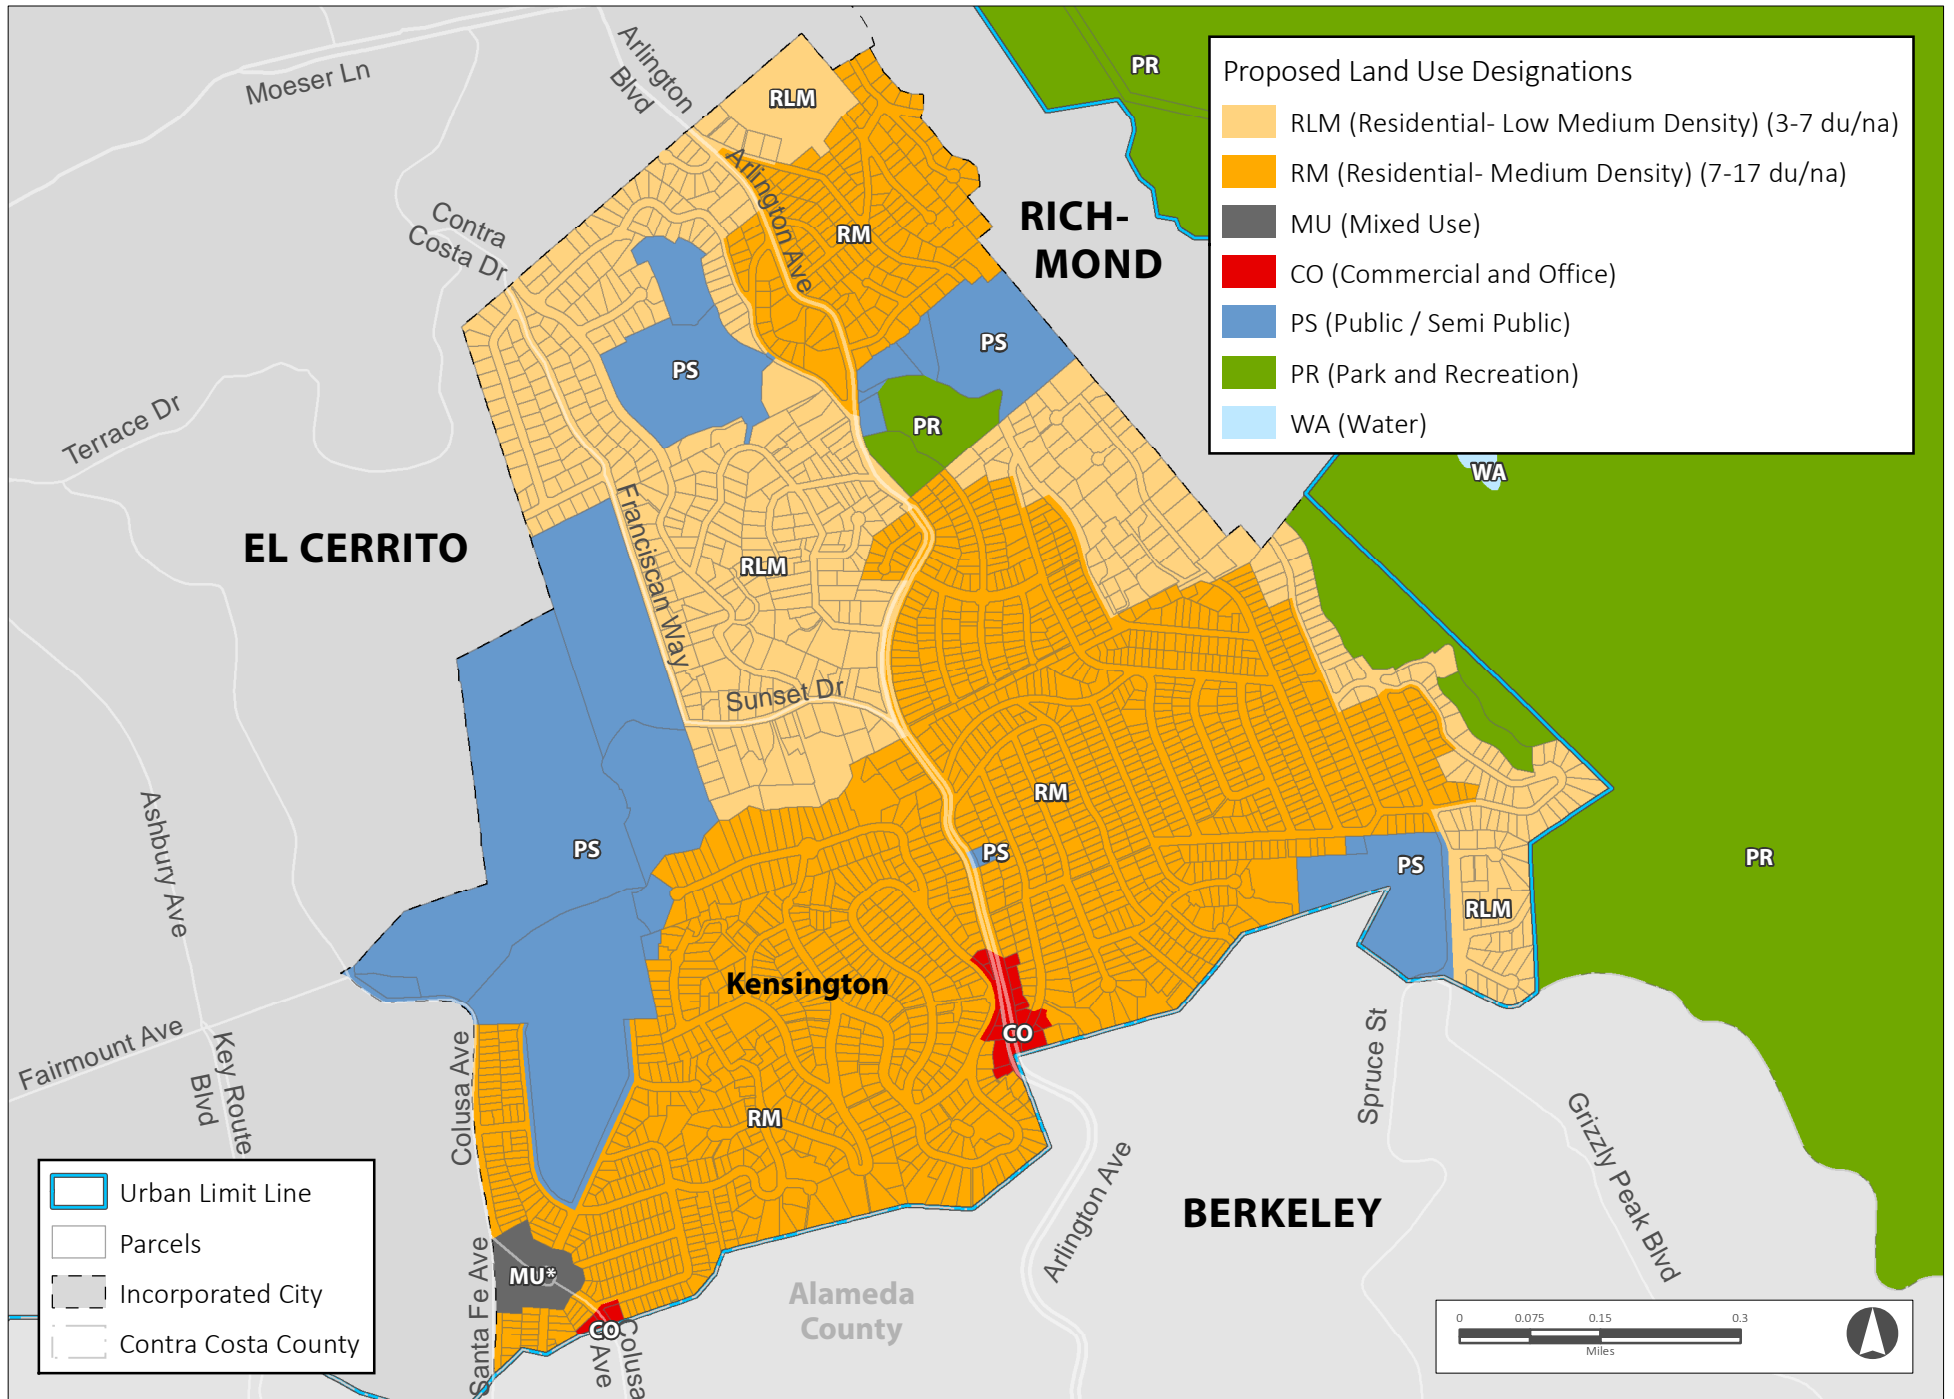 Moeser Ln
Arlington
Blvd
RLM
PR
Proposed Land Use Designations
RLM (Residential- Low Medium Density) (3-7 du/na)
RM (Residential- Medium Density) (7-17 du/na)
MU (Mixed Use)
CO (Commercial and Office)
PS (Public / Semi Public)
PR (Park and Recreation)
WA (Water)
Arlington Ave
RM
RICH-
MOND
Contra
Costa Dr
PS
PS
PR
Terrace Dr
WA
EL CERRITO
Franciscan Way
RLM
Sunset Dr
RM
PS
PS
PS
PR
RLM
Ashbury Ave
Kensington
CO
Fairmount Ave
Key Route
Blvd
Colusa Ave
Spruce St
RM
Grizzly Peak Blvd
Arlington Ave
BERKELEY
Urban Limit Line
Parcels
Incorporated City
Contra Costa County
Santa Fe Ave
MU*
CO
Colusa
Ave
Alameda
County
0 0.075 0.15 0.3
Miles